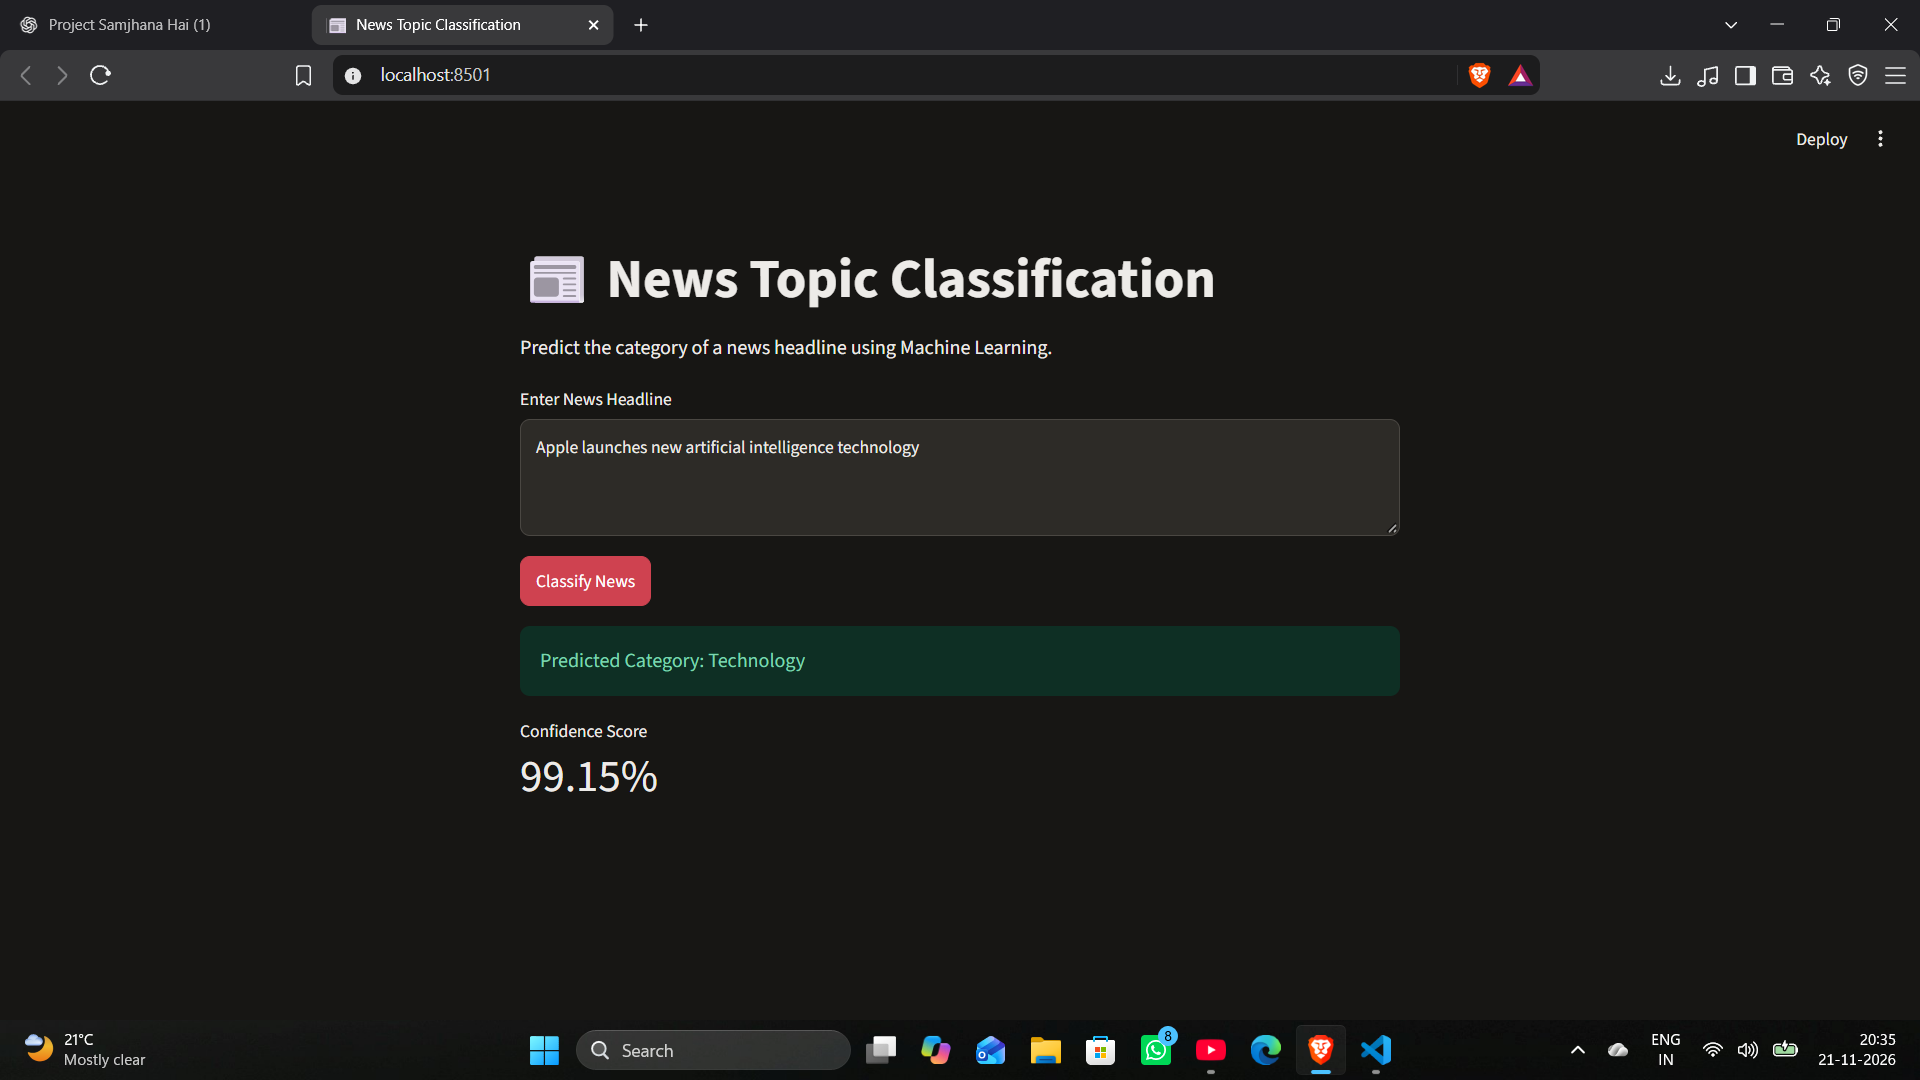 Project Samjhana Hai (1)
News Topic Classification
localhost:8501
Deploy
News Topic Classification
Predict the category of a news headline using Machine Learning.
Enter News Headline
Apple launches new artificial intelligence technology
Classify News
Predicted Category: Technology
Confidence Score
99.15%
21°C
Mostly clear
Search
8
ENG
IN
20:35
21-11-2026